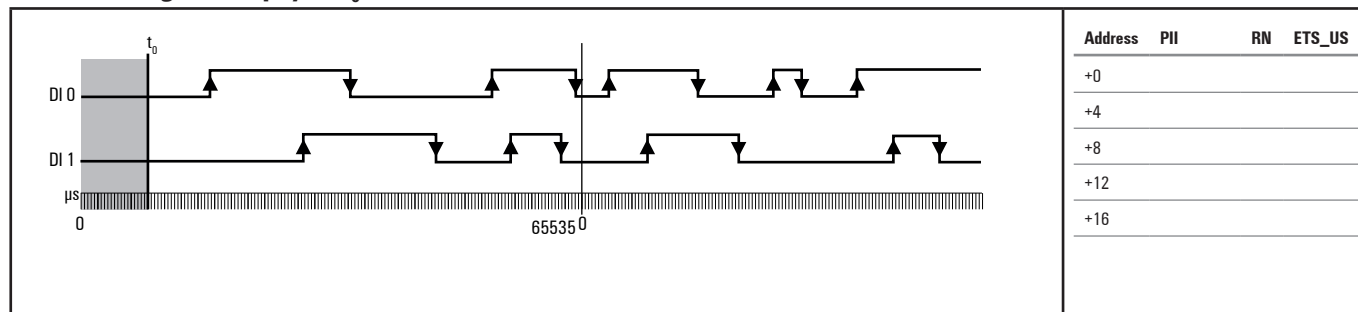 t0
DI 0
DI 1
µs
0
65535 0
Address PII RN ETS_US
+0
+4
+8
+12
+16